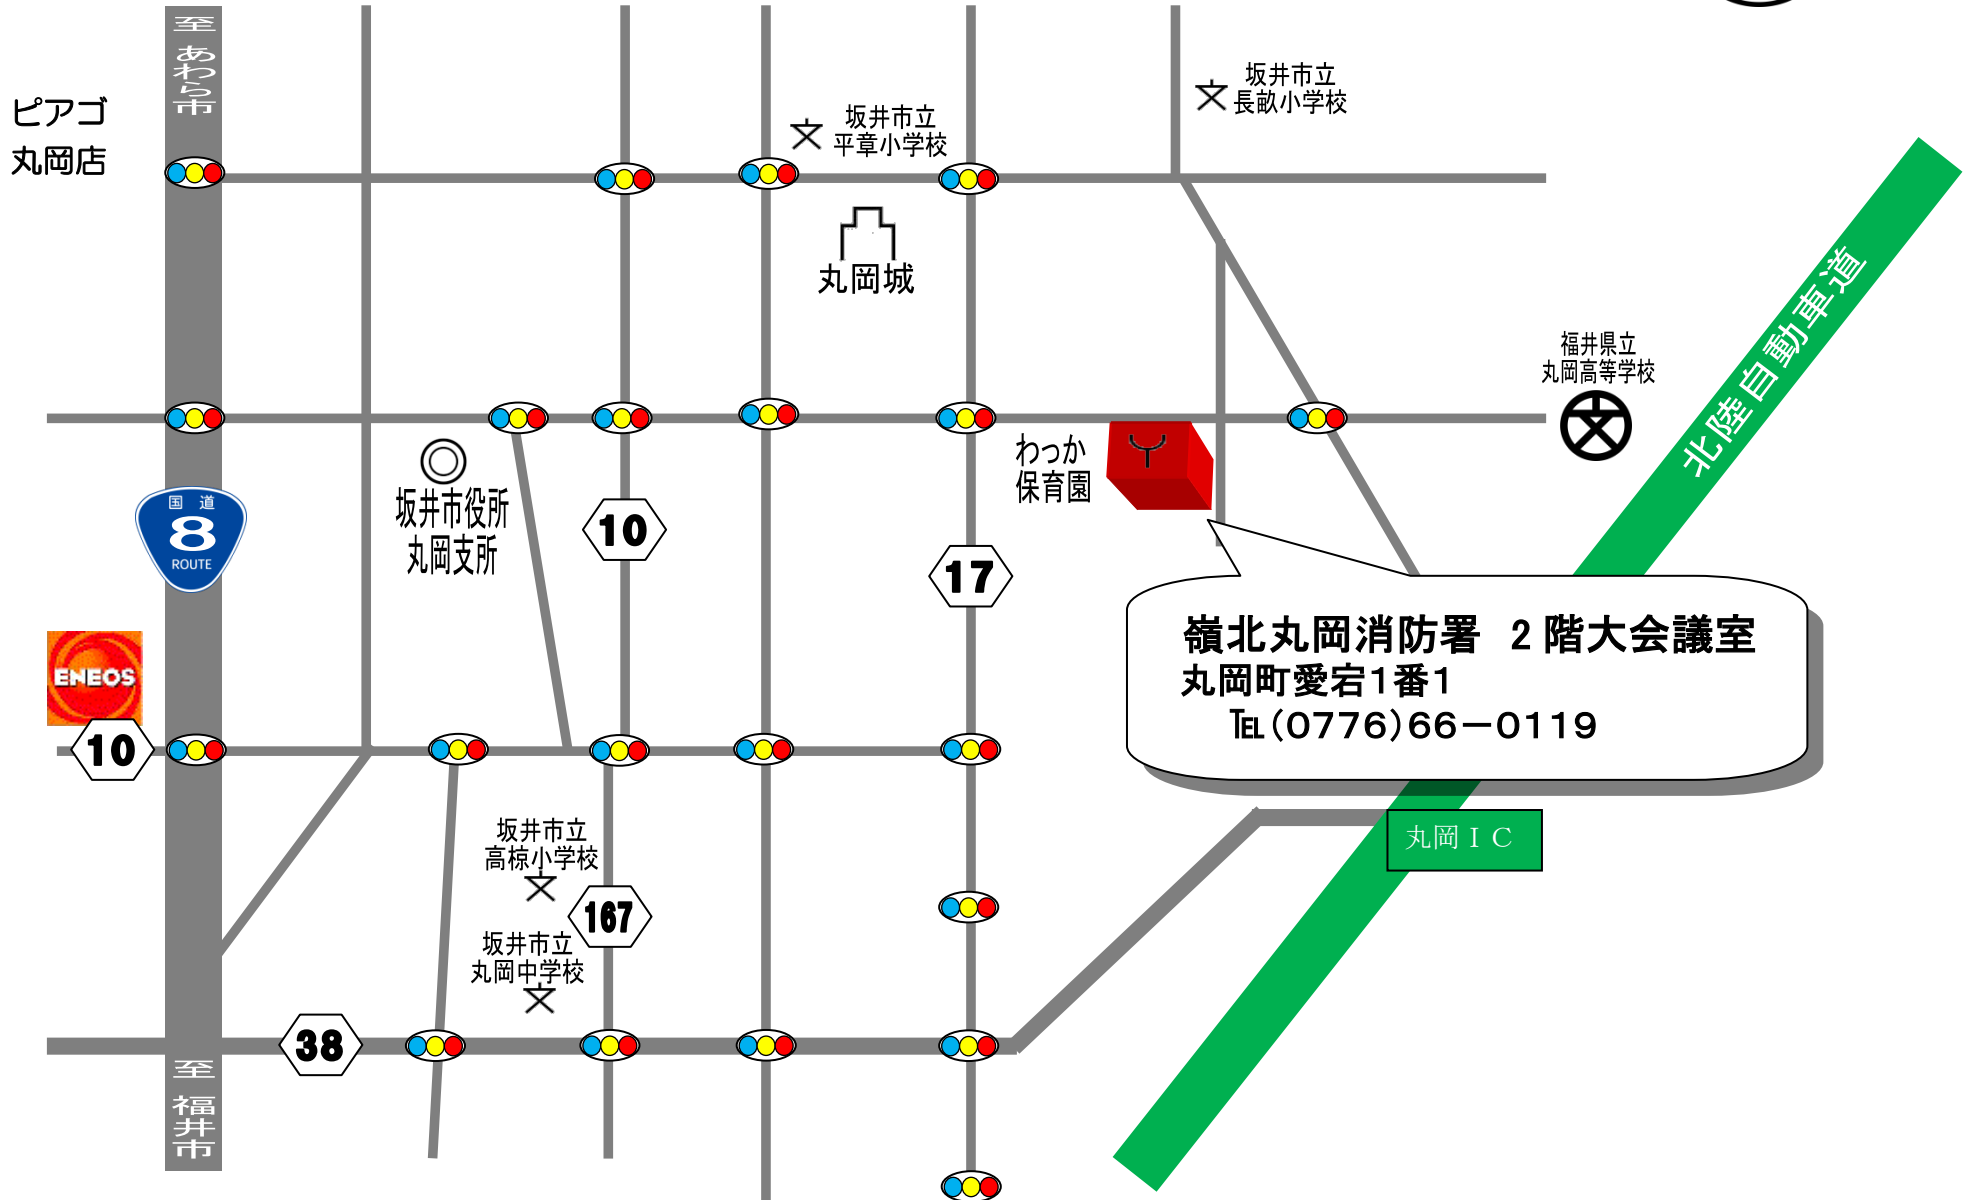 至 あわら市
ピアゴ
丸岡店
坂井市立
平章小学校
坂井市立
長畝小学校
丸岡城
北陸自動車道
福井県立
丸岡高等学校
わっか
保育園
坂井市役所
丸岡支所
国道
8
ROUTE
10
17
ENEOS
10
嶺北丸岡消防署 2階大会議室
丸岡町愛宕1番1
℡(0776)66-0119
丸岡IC
坂井市立
高椋小学校
167
坂井市立
丸岡中学校
38
至 福井市